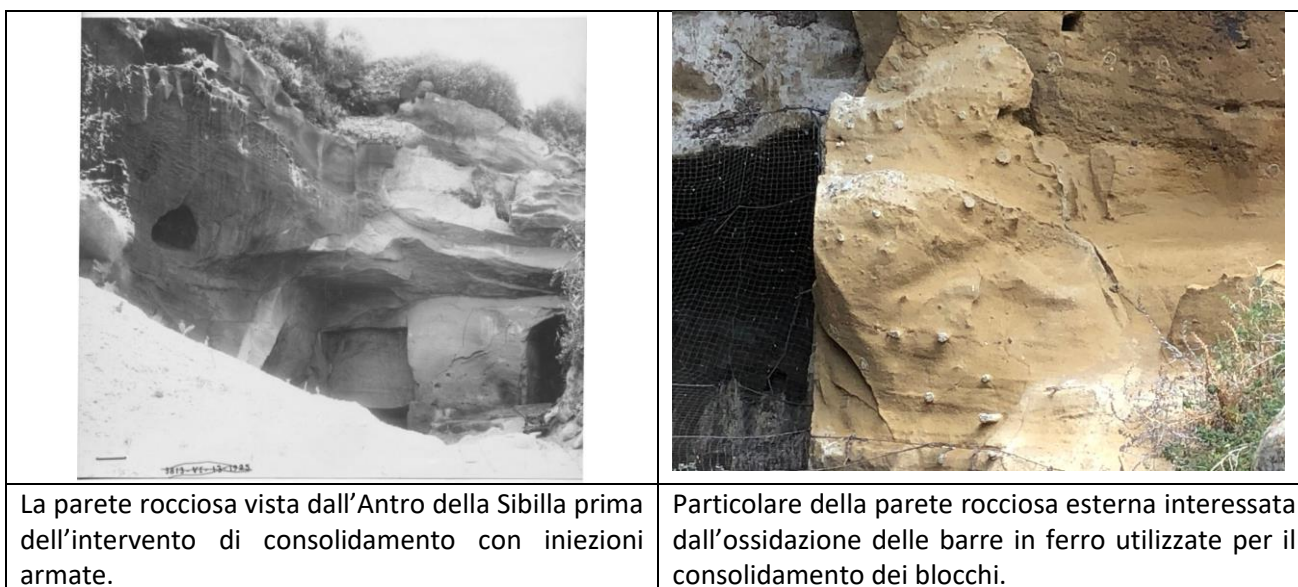 La parete rocciosa vista dall’Antro della Sibilla prima
dell’intervento di consolidamento con iniezioni
armate.
Particolare della parete rocciosa esterna interessata
dall’ossidazione delle barre in ferro utilizzate per il
consolidamento dei blocchi.